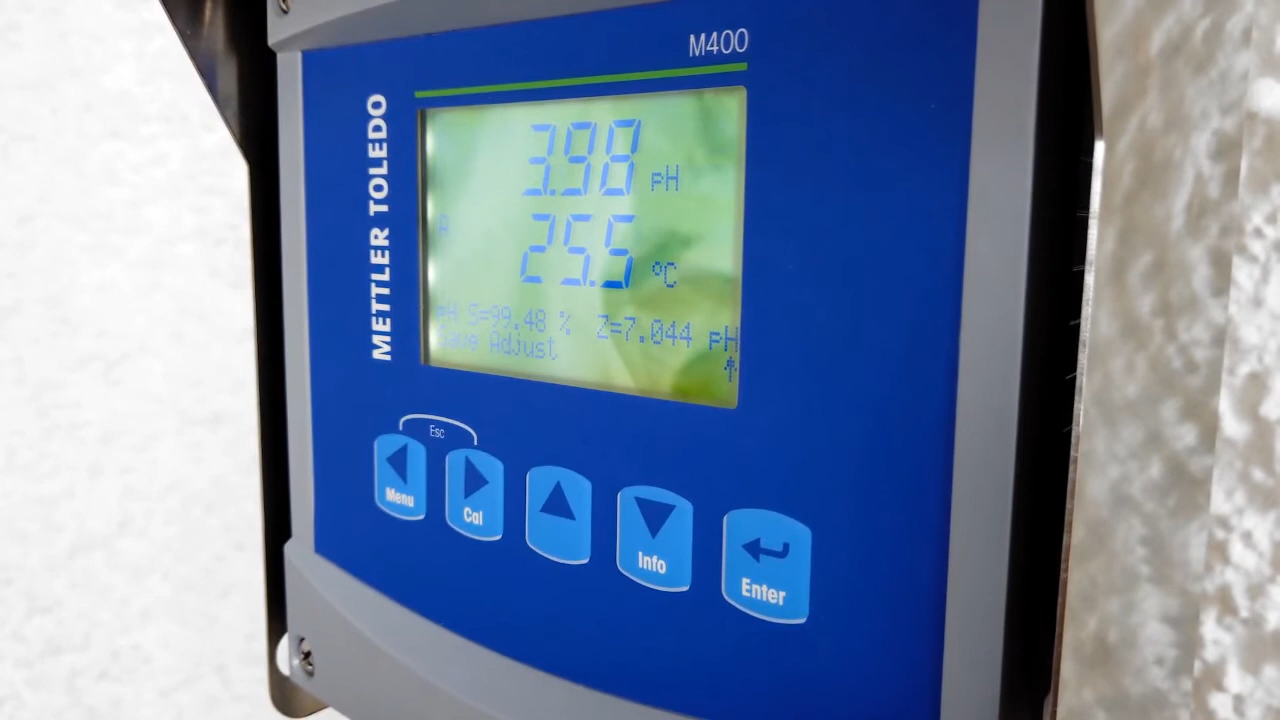 M400
METTLER TOLEDO
3.98 pH
A
25.5 °C
pH S=99.48 % Z=7.044 pH
Save Adjust ↑
Esc
Menu
Cal
Info
Enter